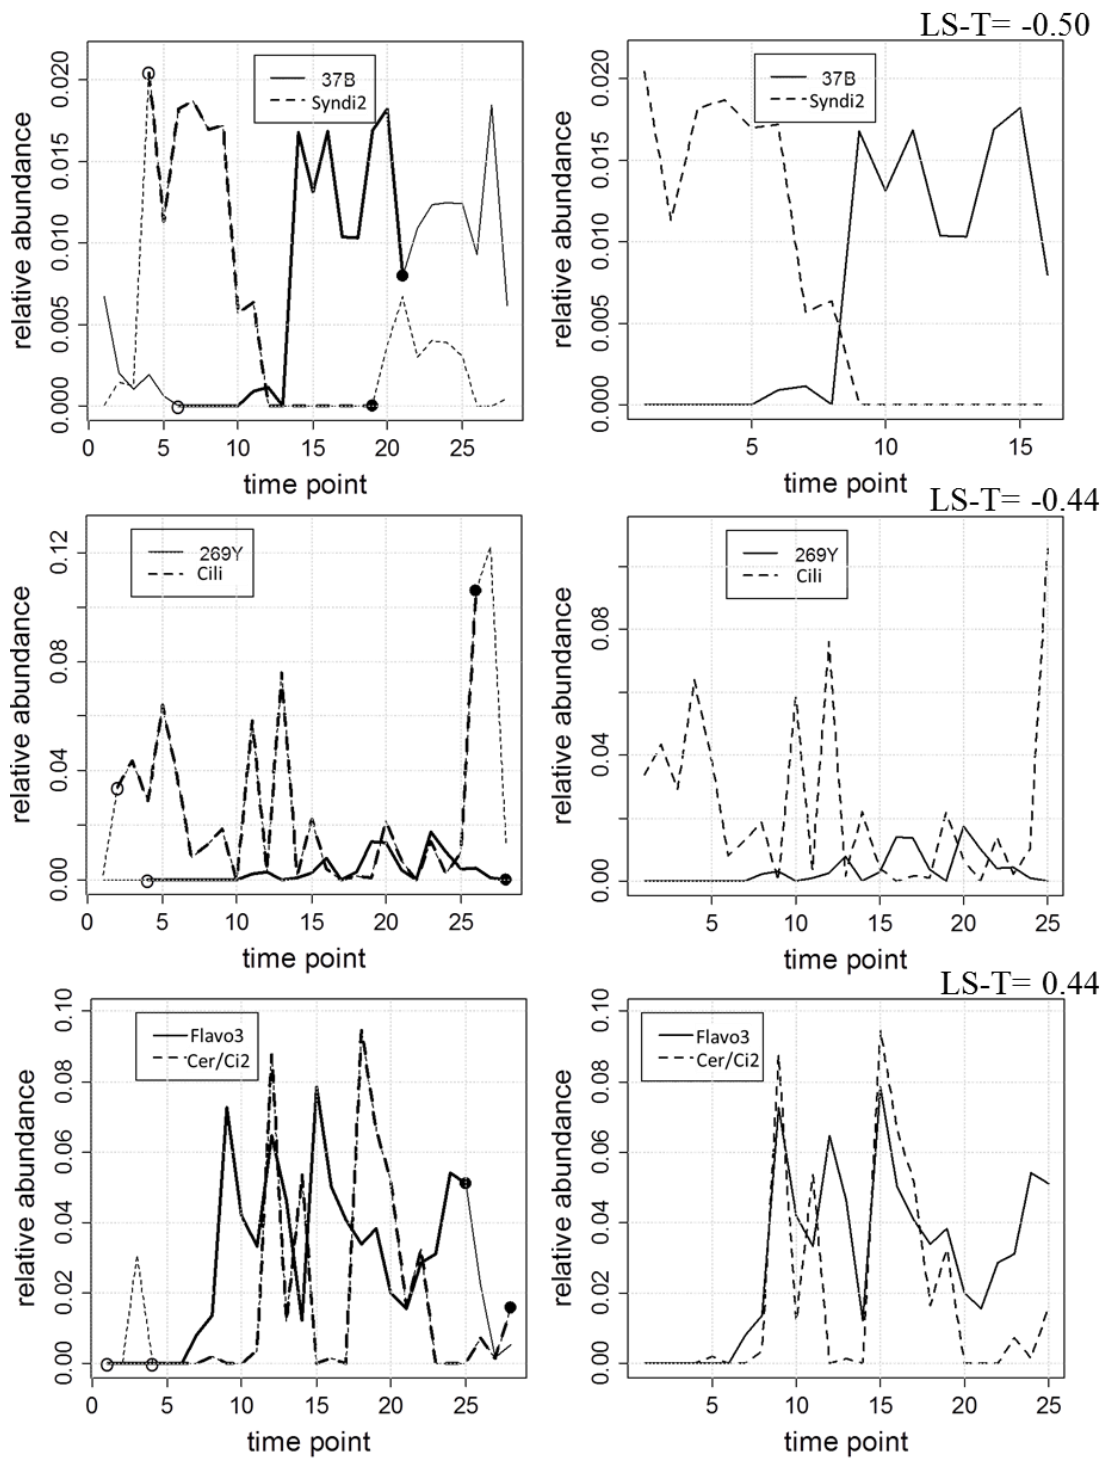 LS-T= -0.50
relative abundance
0.000 0.005 0.010 0.015 0.020
37B
Syndi2
0 5 10 15 20 25
time point
relative abundance
0.000 0.005 0.010 0.015 0.020
37B
Syndi2
5 10 15
time point
LS-T= -0.44
relative abundance
0.00 0.04 0.08 0.12
269Y
Cili
0 5 10 15 20 25
time point
relative abundance
0.00 0.04 0.08
269Y
Cili
5 10 15 20 25
time point
LS-T= 0.44
relative abundance
0.00 0.02 0.04 0.06 0.08 0.10
Flavo3
Cer/Ci2
0 5 10 15 20 25
time point
relative abundance
0.00 0.02 0.04 0.06 0.08 0.10
Flavo3
Cer/Ci2
5 10 15 20 25
time point